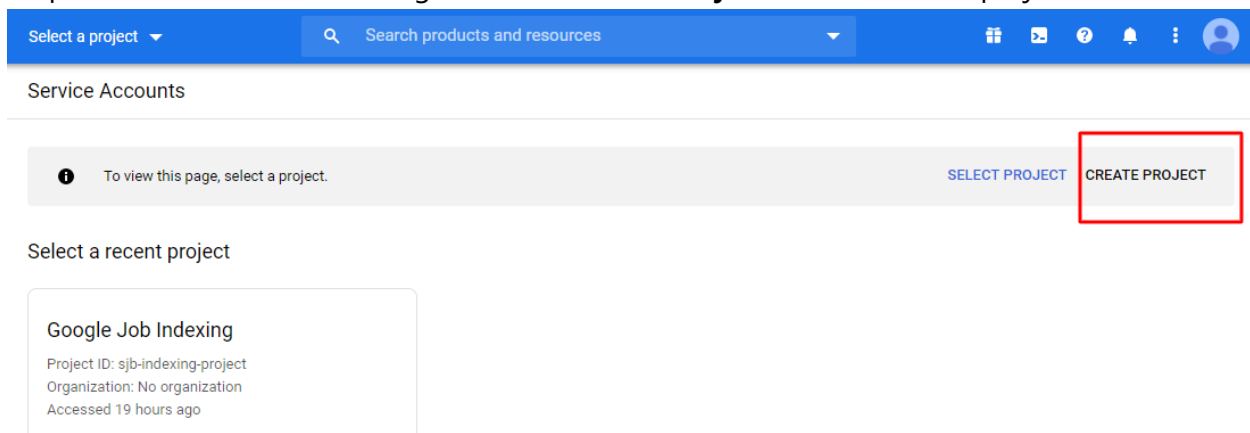 Select a project
Search products and resources
Service Accounts
To view this page, select a project.
SELECT PROJECT
CREATE PROJECT
Select a recent project
Google Job Indexing
Project ID: sjb-indexing-project
Organization: No organization
Accessed 19 hours ago